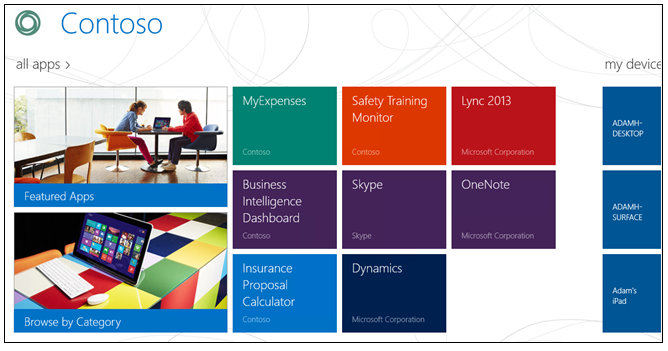 Contoso
all apps >
my device
Featured Apps
Browse by Category
MyExpenses
Contoso
Safety Training
Monitor
Contoso
Lync 2013
Microsoft Corporation
Business
Intelligence
Dashboard
Contoso
Skype
Skype
OneNote
Microsoft Corporation
Insurance
Proposal
Calculator
Contoso
Dynamics
Microsoft Corporation
ADAMH-
DESKTOP
ADAMH-
SURFACE
Adam's
iPad